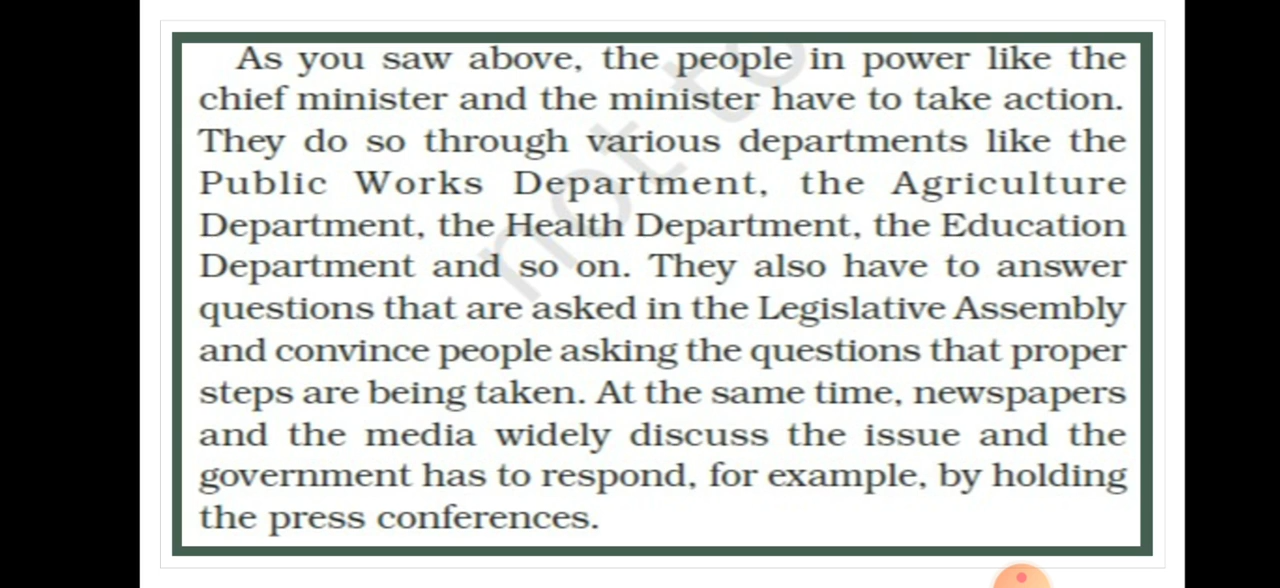 As you saw above, the people in power like the
chief minister and the minister have to take action.
They do so through various departments like the
Public Works Department, the Agriculture
Department, the Health Department, the Education
Department and so on. They also have to answer
questions that are asked in the Legislative Assembly
and convince people asking the questions that proper
steps are being taken. At the same time, newspapers
and the media widely discuss the issue and the
government has to respond, for example, by holding
the press conferences.
not to